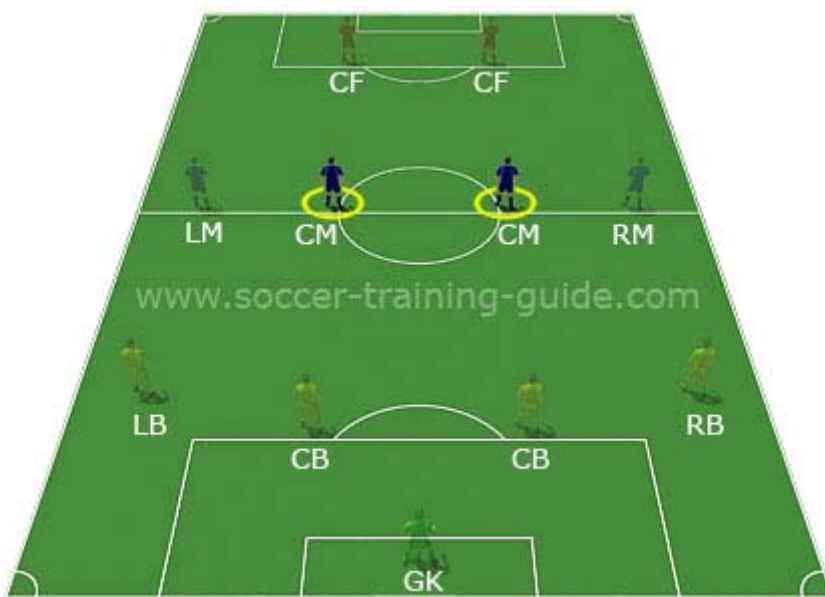 CF CF
LM CM CM RM
www.soccer-training-guide.com
LB RB
CB CB
GK